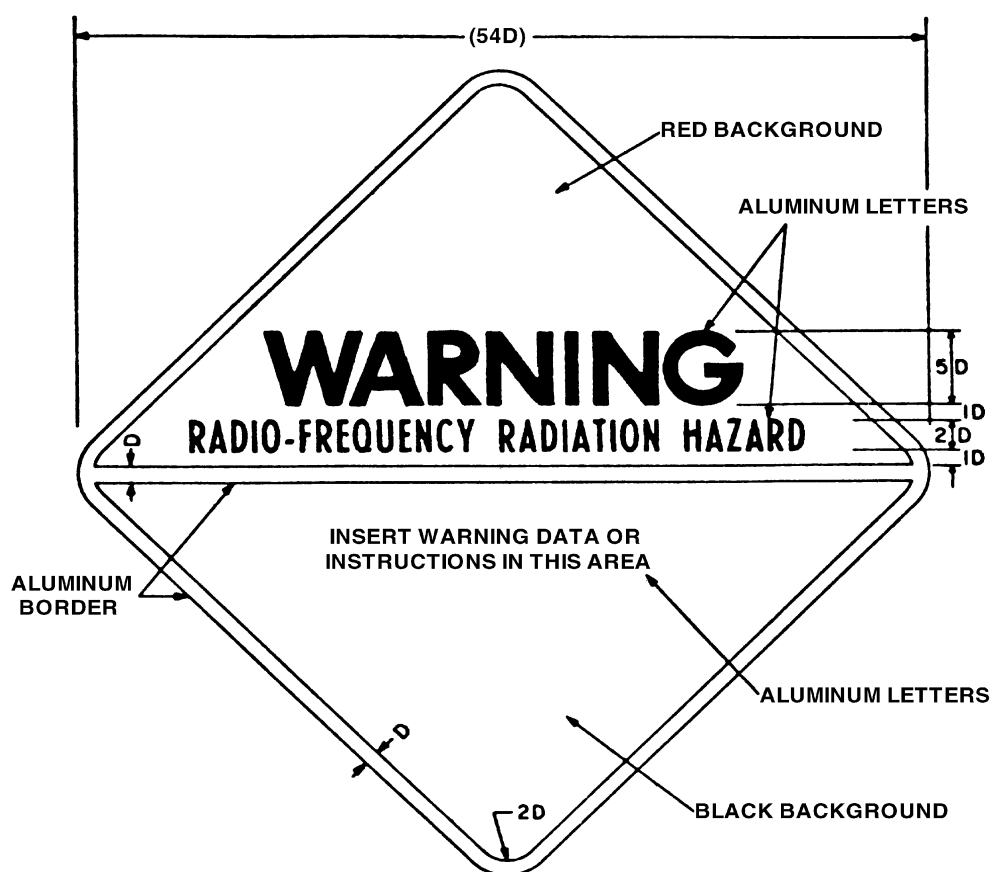 (54D)
RED BACKGROUND
ALUMINUM LETTERS
WARNING
5D
1D
RADIO-FREQUENCY RADIATION HAZARD
2D
1D
D
INSERT WARNING DATA OR
INSTRUCTIONS IN THIS AREA
ALUMINUM
BORDER
ALUMINUM LETTERS
D
2D
BLACK BACKGROUND